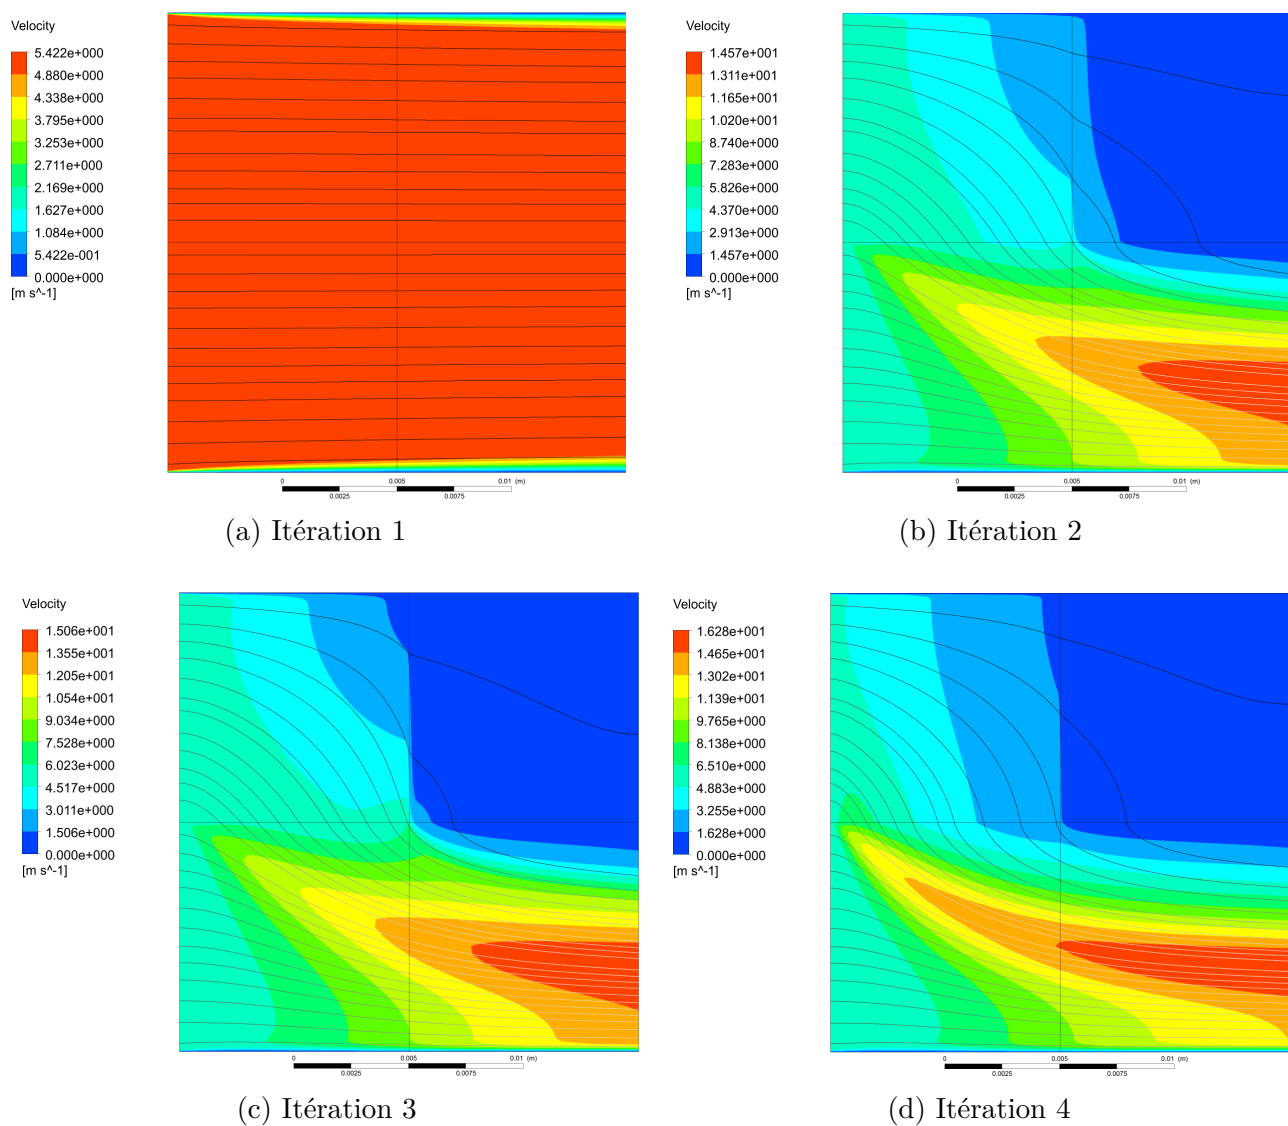 Velocity
5.422e+000
4.880e+000
4.338e+000
3.795e+000
3.253e+000
2.711e+000
2.169e+000
1.627e+000
1.084e+000
5.422e-001
0.000e+000
[m s^-1]
0 0.005 0.01 (m)
0.0025 0.0075
(a) Itération 1
Velocity
1.457e+001
1.311e+001
1.165e+001
1.020e+001
8.740e+000
7.283e+000
5.826e+000
4.370e+000
2.913e+000
1.457e+000
0.000e+000
[m s^-1]
0 0.005 0.01 (m)
0.0025 0.0075
(b) Itération 2
Velocity
1.506e+001
1.355e+001
1.205e+001
1.054e+001
9.034e+000
7.528e+000
6.023e+000
4.517e+000
3.011e+000
1.506e+000
0.000e+000
[m s^-1]
0 0.005 0.01 (m)
0.0025 0.0075
(c) Itération 3
Velocity
1.628e+001
1.465e+001
1.302e+001
1.139e+001
9.765e+000
8.138e+000
6.510e+000
4.883e+000
3.255e+000
1.628e+000
0.000e+000
[m s^-1]
0 0.005 0.01 (m)
0.0025 0.0075
(d) Itération 4